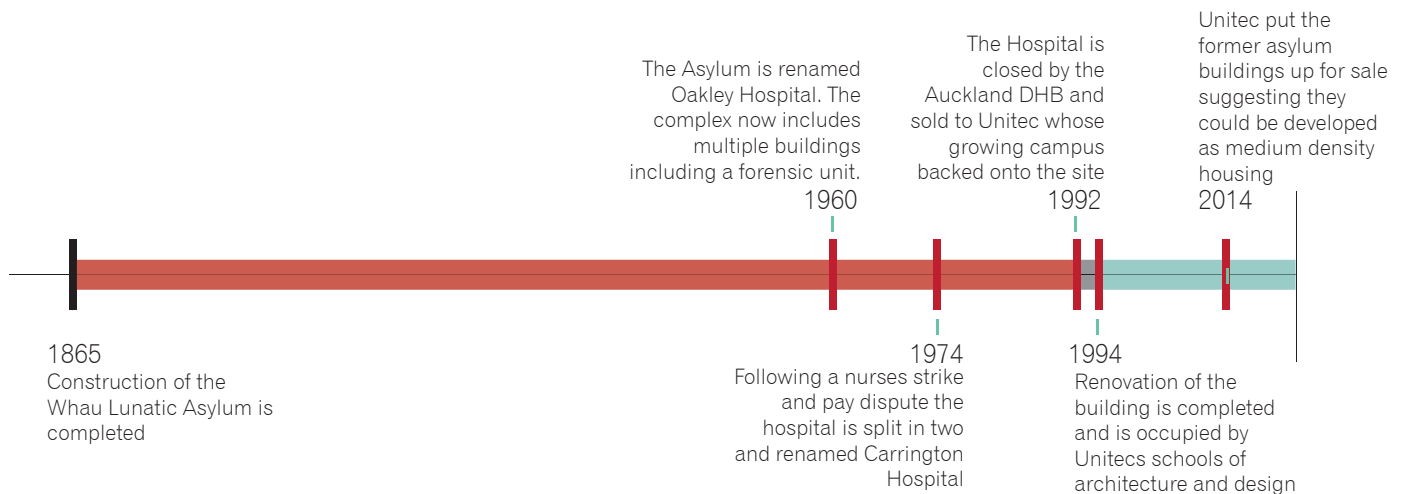 1865
Construction of the
Whau Lunatic Asylum is
completed
The Asylum is renamed
Oakley Hospital. The
complex now includes
multiple buildings
including a forensic unit.
1960
1974
Following a nurses strike
and pay dispute the
hospital is split in two
and renamed Carrington
Hospital
The Hospital is
closed by the
Auckland DHB and
sold to Unitec whose
growing campus
backed onto the site
1992
1994
Renovation of the
building is completed
and is occupied by
Unitecs schools of
architecture and design
Unitec put the
former asylum
buildings up for sale
suggesting they
could be developed
as medium density
housing
2014